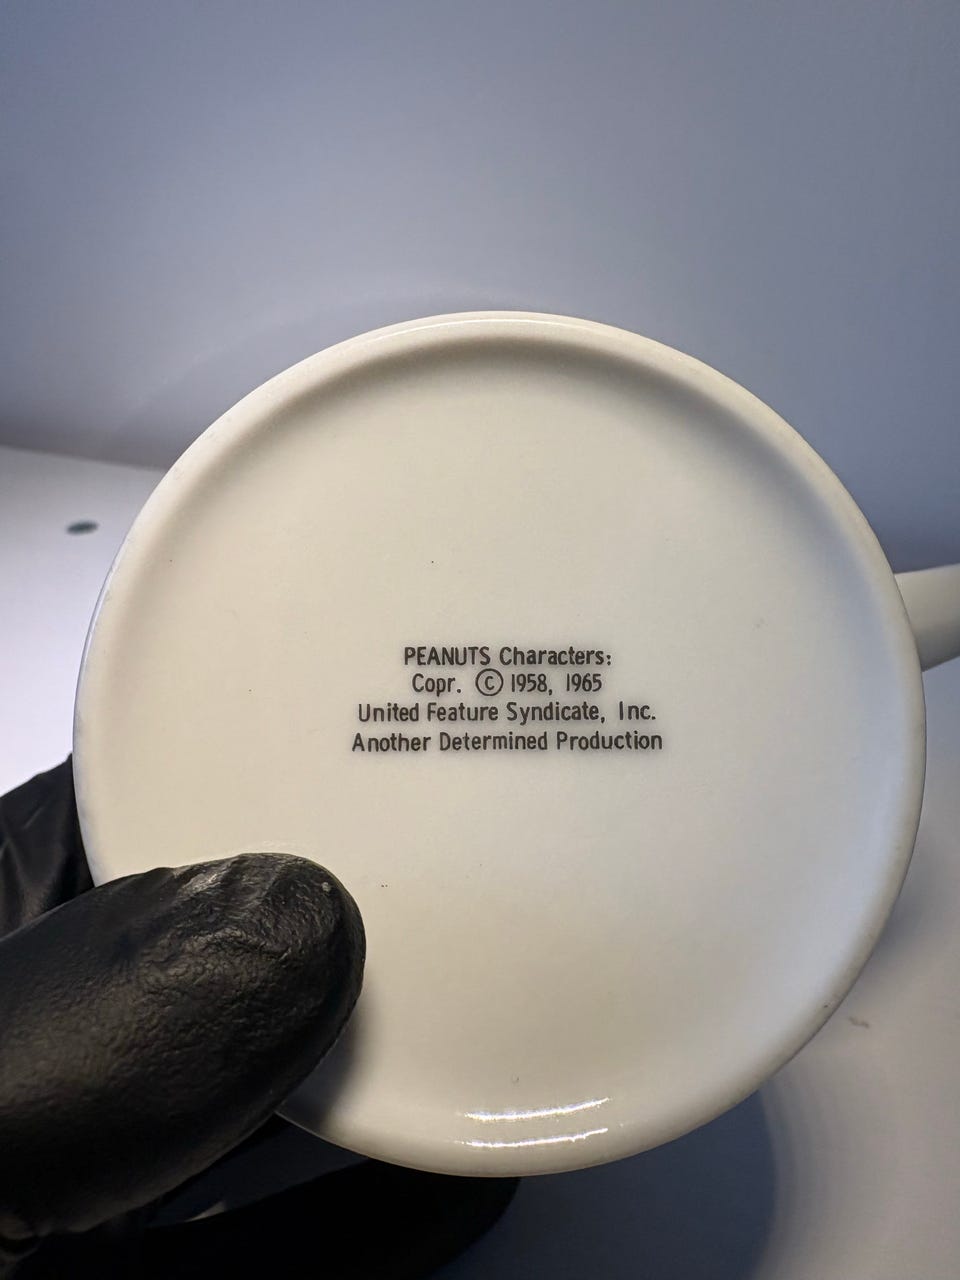 PEANUTS Characters:
Copr. © 1958, 1965
United Feature Syndicate, Inc.
Another Determined Production